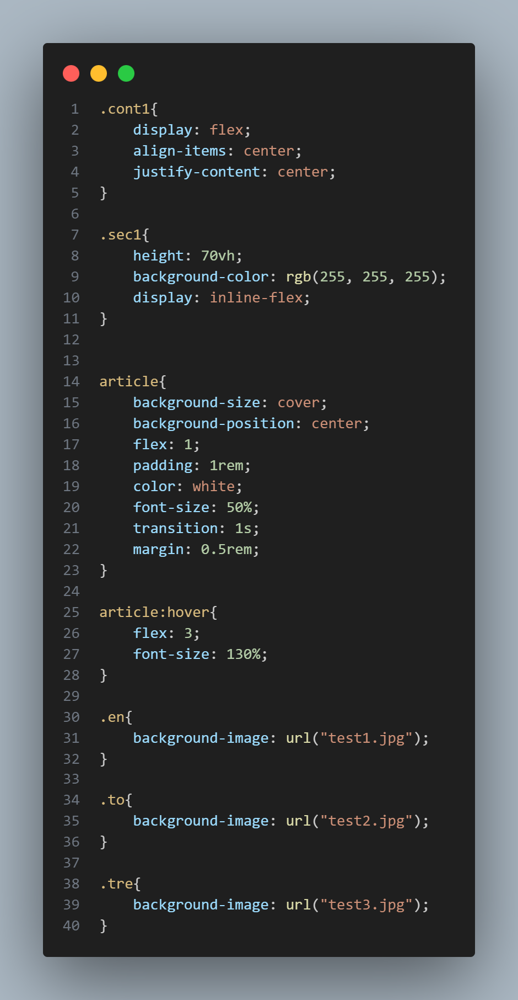 1 .cont1{
2     display: flex;
3     align-items: center;
4     justify-content: center;
5 }
6
7 .sec1{
8     height: 70vh;
9     background-color: rgb(255, 255, 255);
10     display: inline-flex;
11 }
12
13
14 article{
15     background-size: cover;
16     background-position: center;
17     flex: 1;
18     padding: 1rem;
19     color: white;
20     font-size: 50%;
21     transition: 1s;
22     margin: 0.5rem;
23 }
24
25 article:hover{
26     flex: 3;
27     font-size: 130%;
28 }
29
30 .en{
31     background-image: url("test1.jpg");
32 }
33
34 .to{
35     background-image: url("test2.jpg");
36 }
37
38 .tre{
39     background-image: url("test3.jpg");
40 }